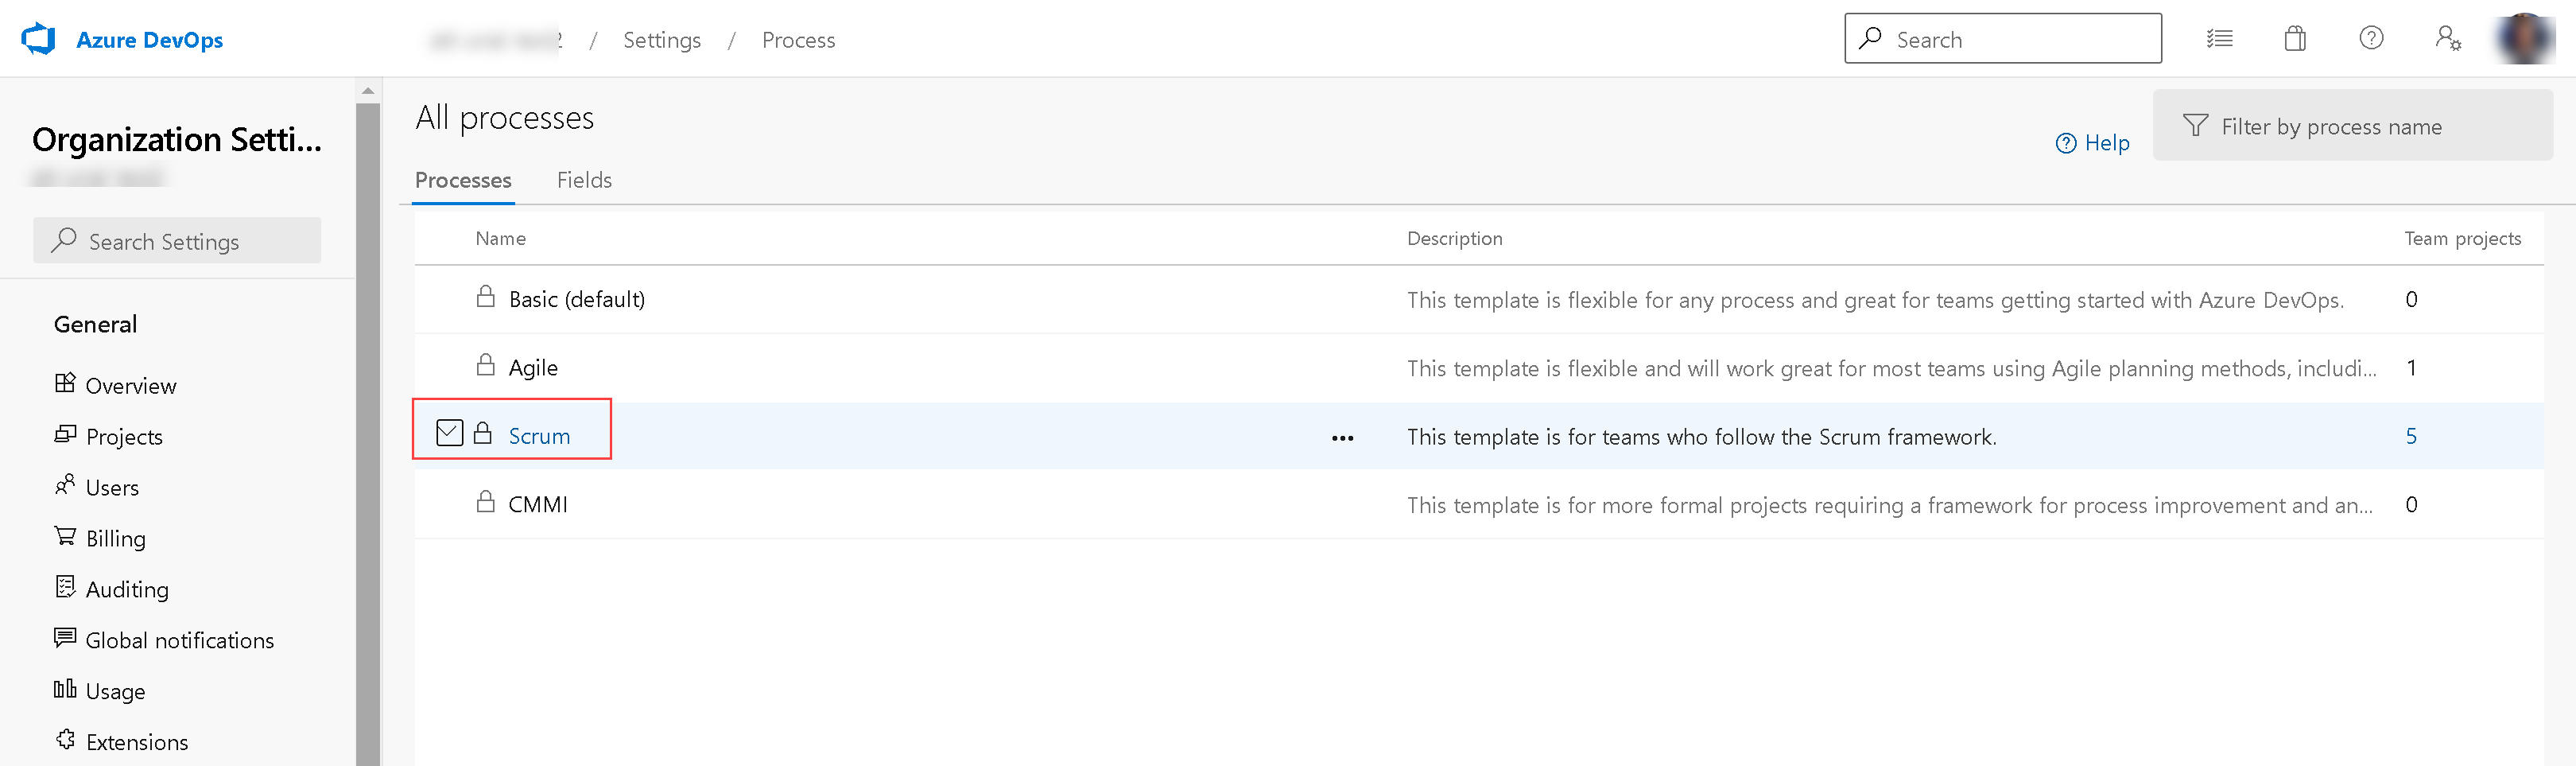 Azure DevOps
/ Settings / Process
Search
Organization Setti...
Search Settings
General
Overview
Projects
Users
Billing
Auditing
Global notifications
Usage
Extensions
All processes
Help
Filter by process name
Processes Fields
Name Description Team projects
Basic (default) This template is flexible for any process and great for teams getting started with Azure DevOps. 0
Agile This template is flexible and will work great for most teams using Agile planning methods, includi... 1
Scrum ... This template is for teams who follow the Scrum framework. 5
CMMI This template is for more formal projects requiring a framework for process improvement and an... 0